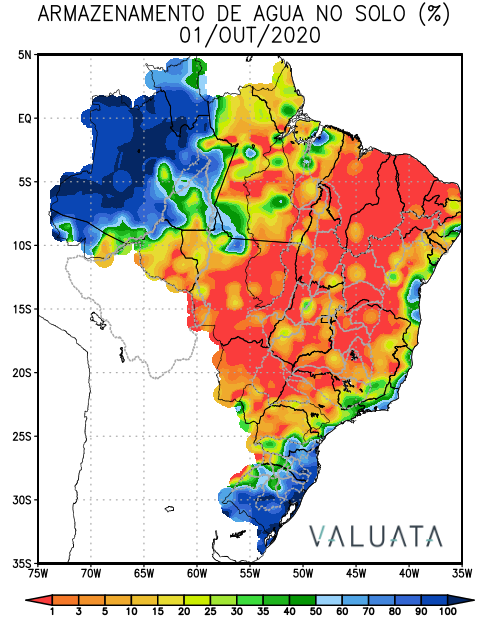 ARMAZENAMENTO DE AGUA NO SOLO (%)
01/OUT/2020
5N
EQ
5S
10S
15S
20S
25S
30S
35S
75W 70W 65W 60W 55W 50W 45W 40W 35W
VALUATA
1 3 5 10 15 20 25 30 35 40 50 60 70 80 90 100